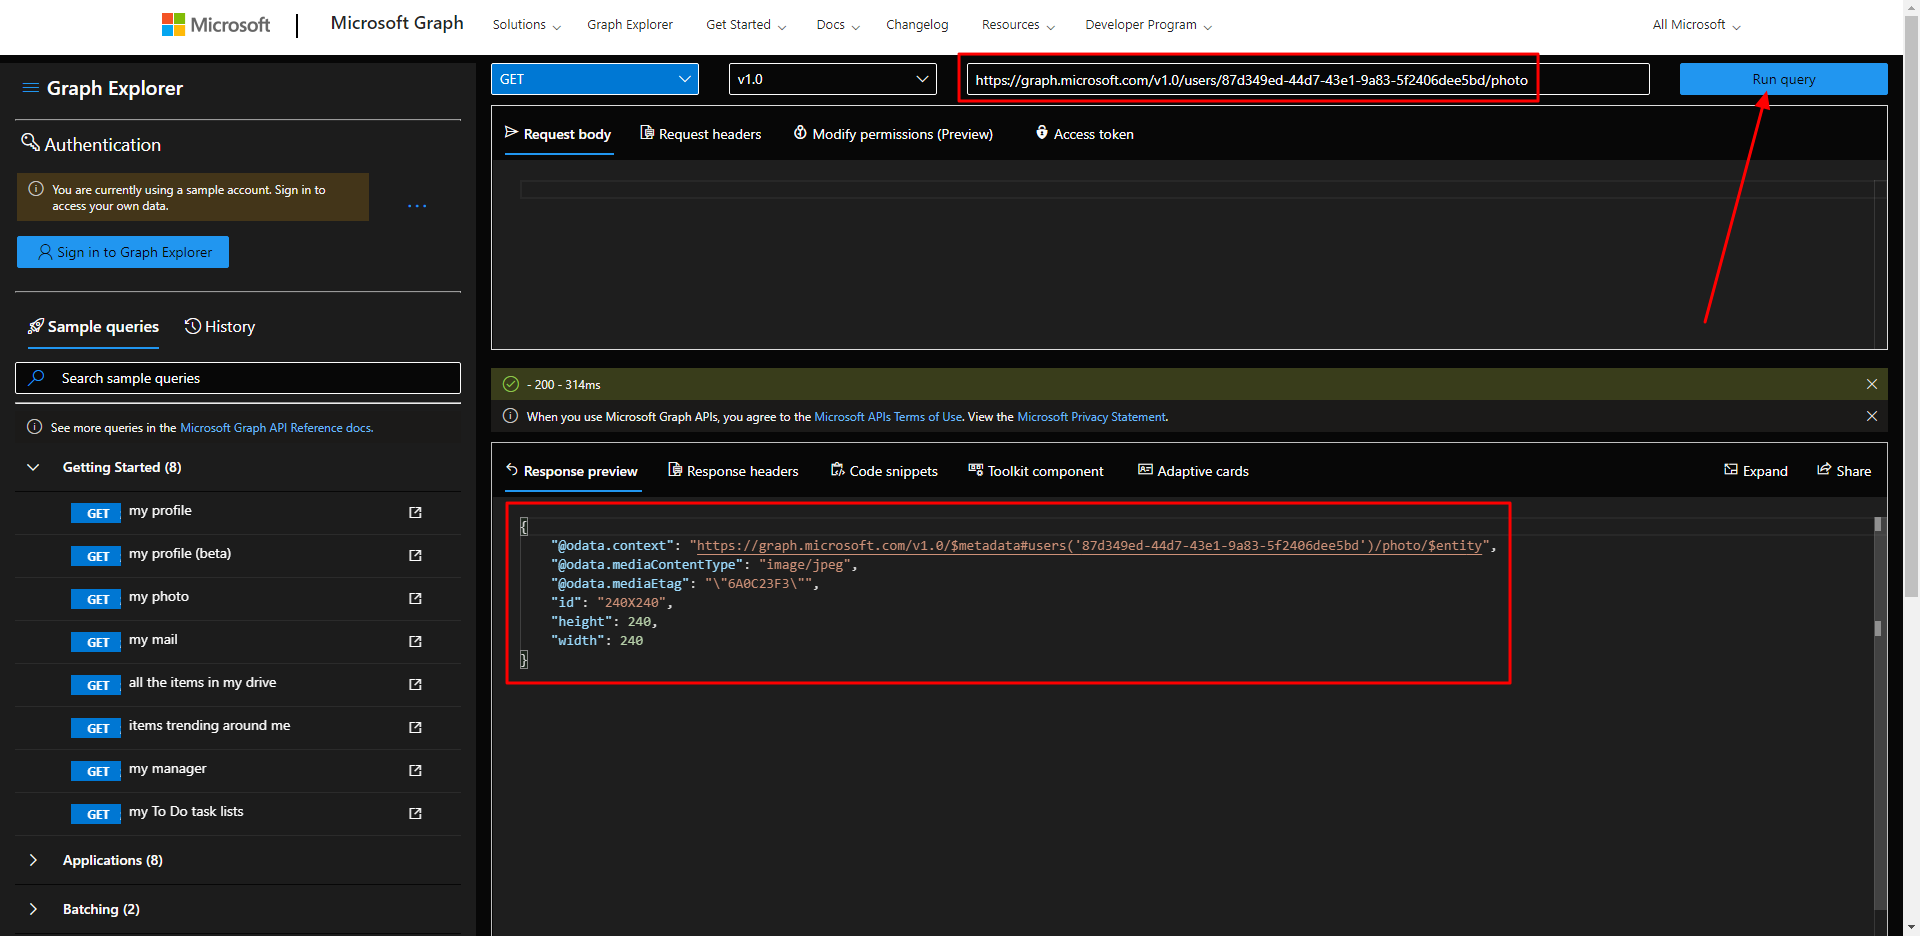 Microsoft
Microsoft Graph
Solutions
Graph Explorer
Get Started
Docs
Changelog
Resources
Developer Program
All Microsoft
Graph Explorer
Authentication
You are currently using a sample account. Sign in to
access your own data.
...
Sign in to Graph Explorer
Sample queries
History
Search sample queries
See more queries in the Microsoft Graph API Reference docs.
Getting Started (8)
GET my profile
GET my profile (beta)
GET my photo
GET my mail
GET all the items in my drive
GET items trending around me
GET my manager
GET my To Do task lists
Applications (8)
Batching (2)
GET
v1.0
https://graph.microsoft.com/v1.0/users/87d349ed-44d7-43e1-9a83-5f2406dee5bd/photo
Run query
Request body
Request headers
Modify permissions (Preview)
Access token
- 200 - 314ms
When you use Microsoft Graph APIs, you agree to the Microsoft APIs Terms of Use. View the Microsoft Privacy Statement.
Response preview
Response headers
Code snippets
Toolkit component
Adaptive cards
Expand
Share
{
"@odata.context": "https://graph.microsoft.com/v1.0/$metadata#users('87d349ed-44d7-43e1-9a83-5f2406dee5bd')/photo/$entity",
"@odata.mediaContentType": "image/jpeg",
"@odata.mediaEtag": "\"6A0C23F3\"",
"id": "240X240",
"height": 240,
"width": 240
}